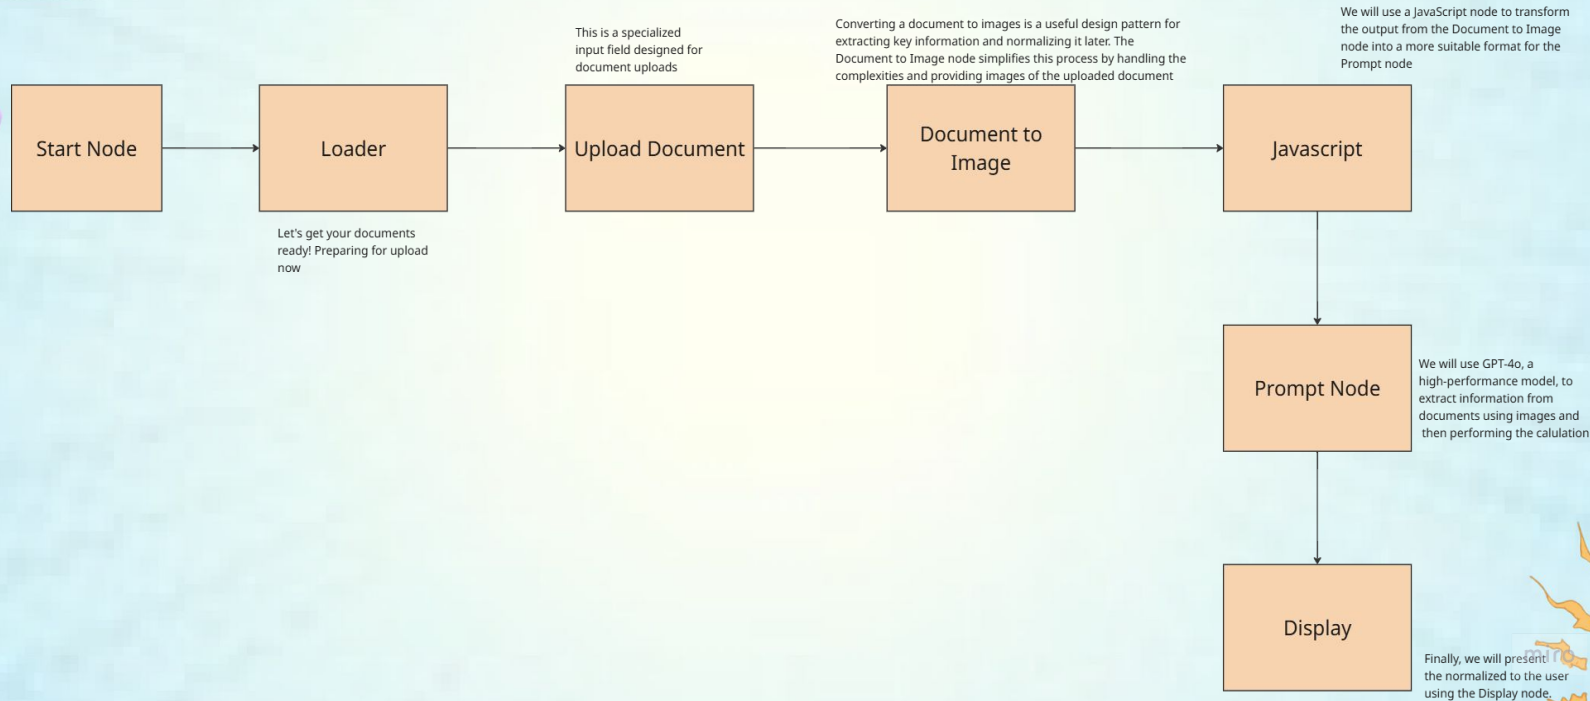 We will use a JavaScript node to transform
the output from the Document to Image
node into a more suitable format for the
Prompt node
Converting a document to images is a useful design pattern for
extracting key information and normalizing it later. The
Document to Image node simplifies this process by handling the
complexities and providing images of the uploaded document
This is a specialized
input field designed for
document uploads
Start Node
Loader
Upload Document
Document to
Image
Javascript
Let's get your documents
ready! Preparing for upload
now
Prompt Node
We will use GPT-4o, a
high-performance model, to
extract information from
documents using images and
then performing the calulation
Display
Finally, we will present
the normalized to the user
using the Display node.
miro